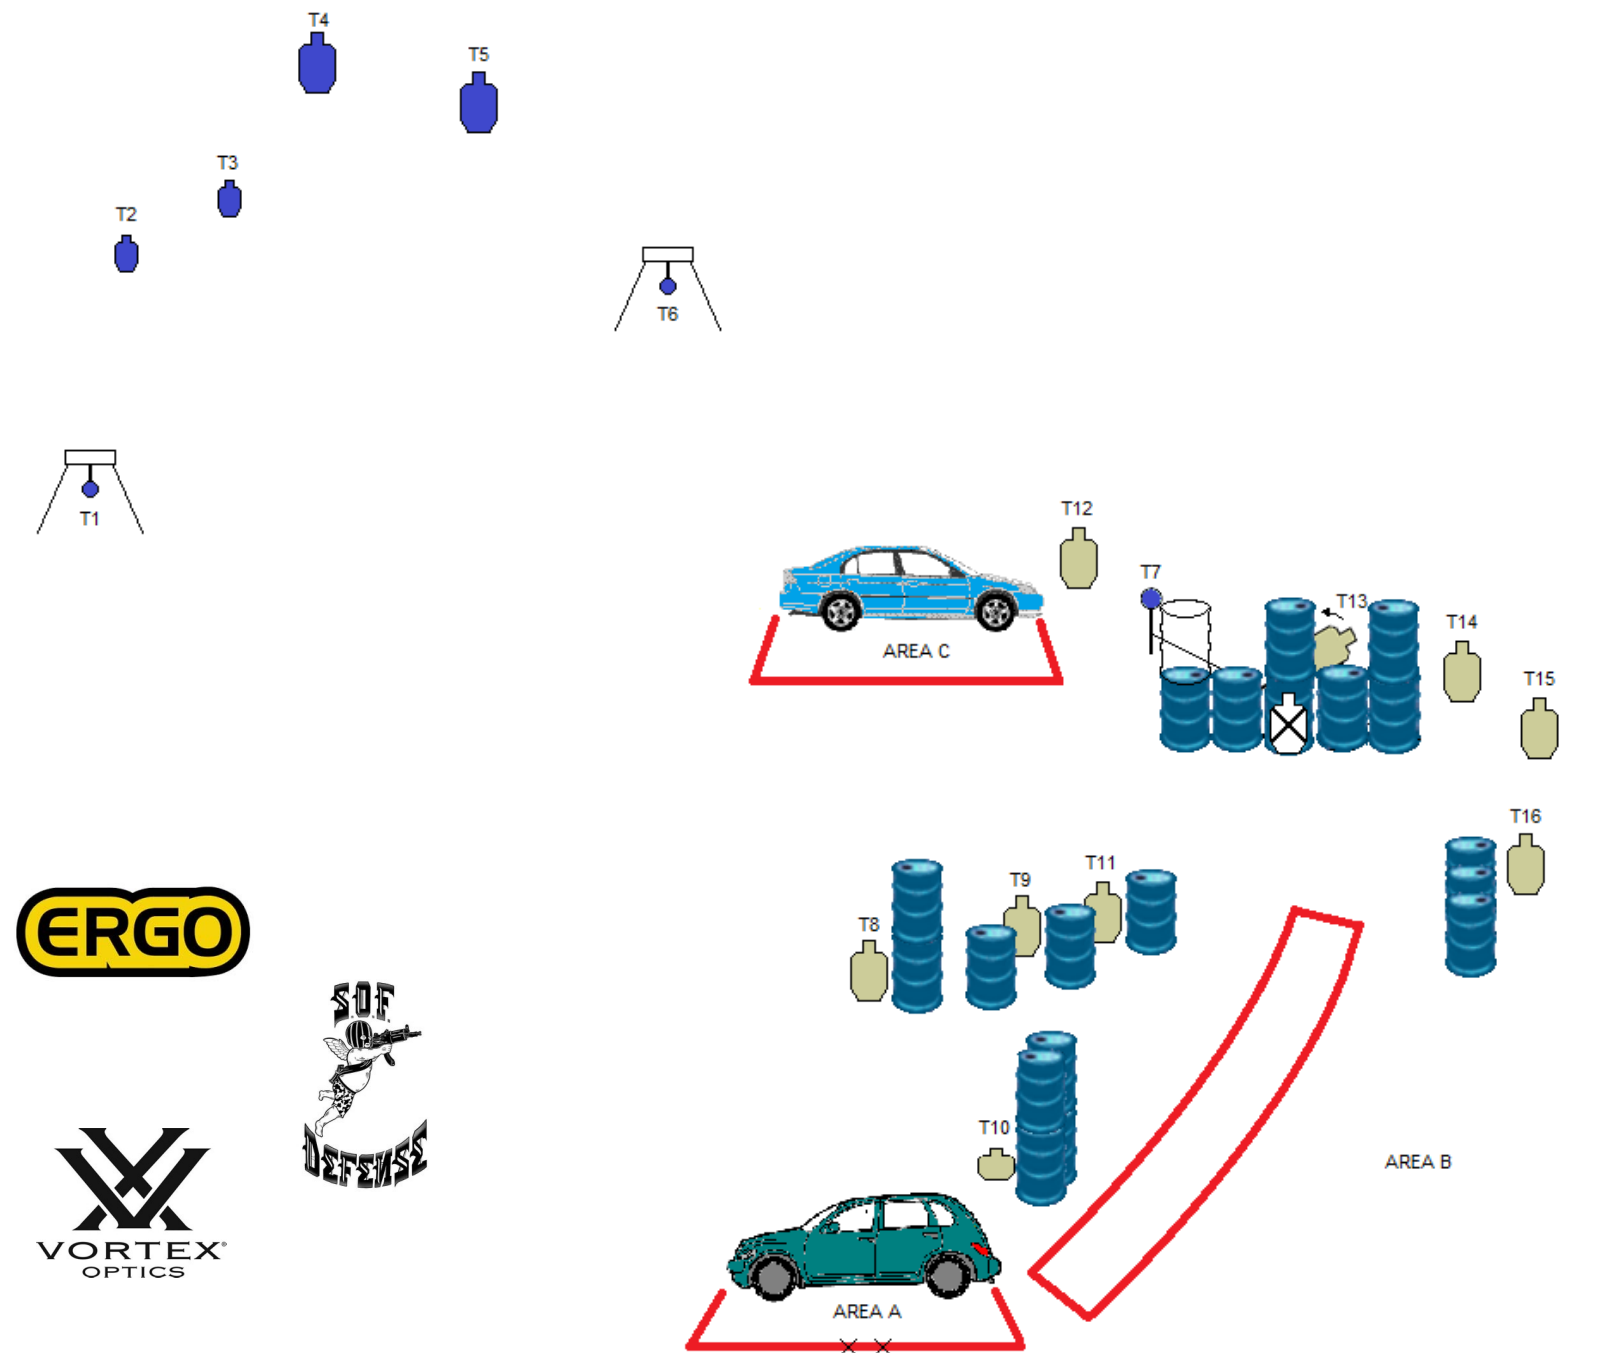 T4
T5
T3
T2
T6
T1
T12
T7
T13
T14
T15
AREA C
T16
T11
T9
T8
ERGO
S.O.F.
DEFENSE
T10
AREA B
VORTEX®
OPTICS
AREA A